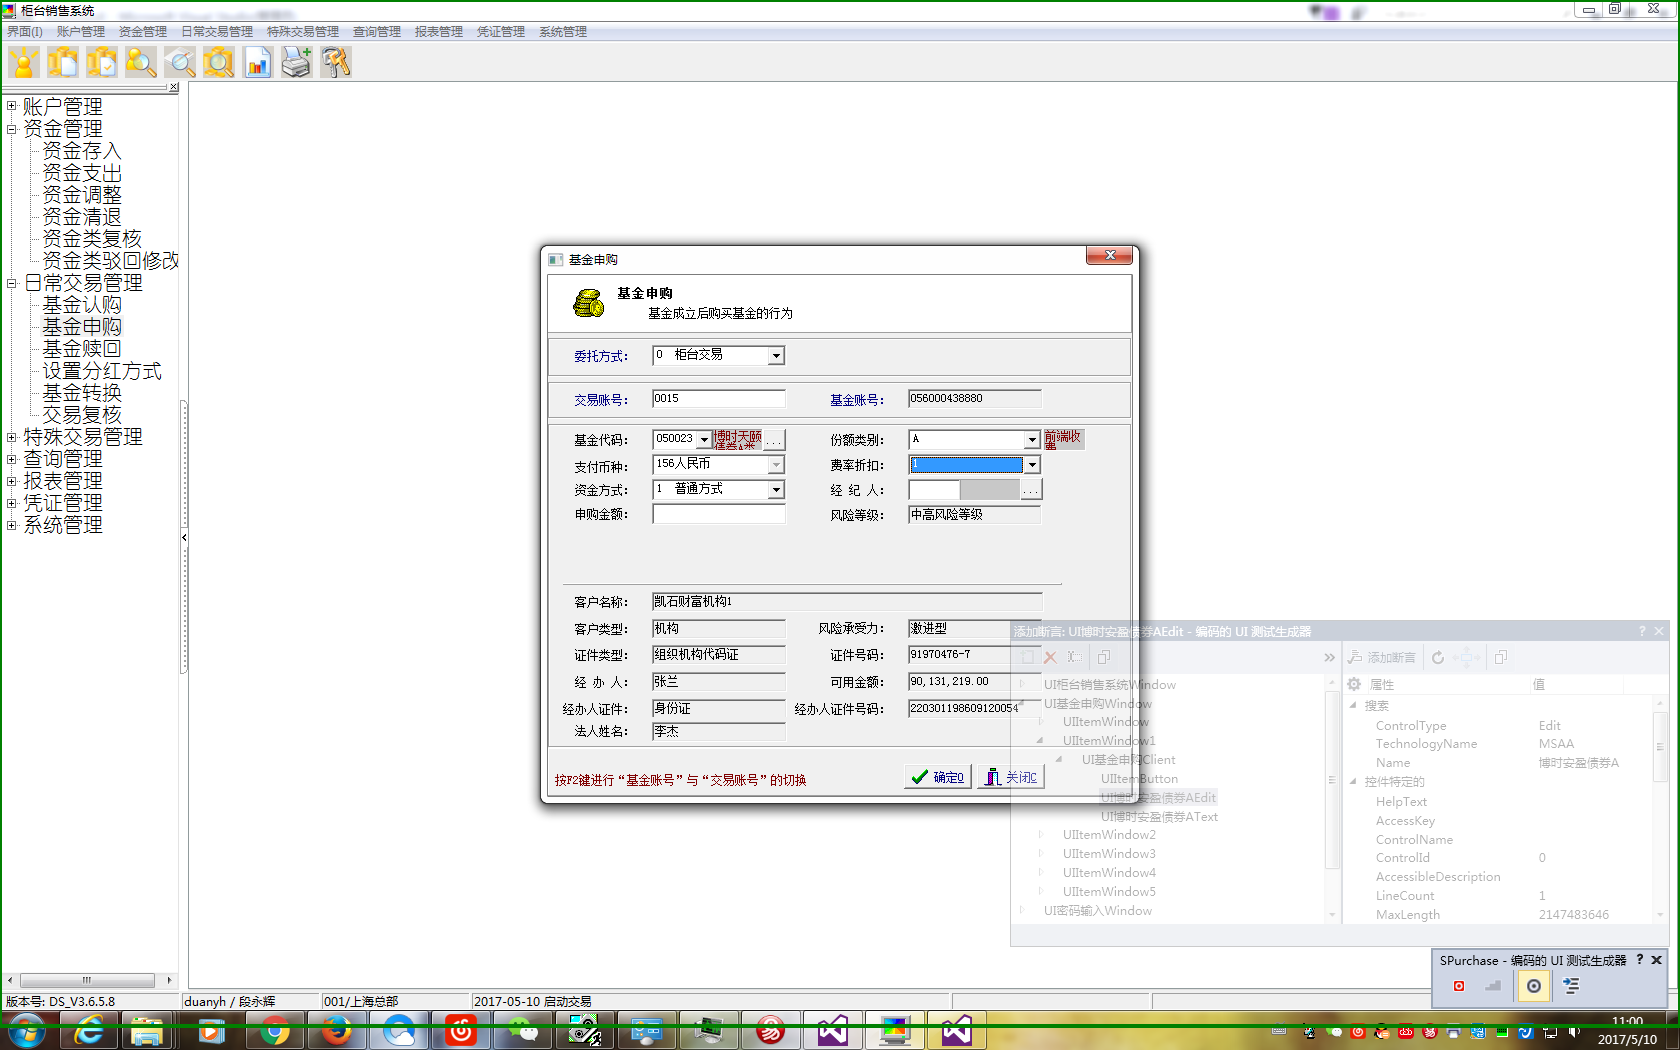 柜台销售系统
界面(I) 账户管理 资金管理 日常交易管理 特殊交易管理 查询管理 报表管理 凭证管理 系统管理
账户管理
资金管理
资金存入
资金支出
资金调整
资金清退
资金类复核
资金类驳回修改
日常交易管理
基金认购
基金申购
基金赎回
设置分红方式
基金转换
交易复核
特殊交易管理
查询管理
报表管理
凭证管理
系统管理
基金申购
基金申购
基金成立后购买基金的行为
委托方式: 0 柜台交易
交易账号: 0015 基金账号: 056000438880
基金代码: 050023 博时天颐 ... 份额类别: A 前端收费
支付币种: 156人民币 费率折扣: 1
资金方式: 1 普通方式 经 纪 人: ...
申购金额: 风险等级: 中高风险等级
客户名称: 凯石财富机构1
客户类型: 机构 风险承受力: 激进型
证件类型: 组织机构代码证 证件号码: 91970476-7
经 办 人: 张兰 可用金额: 90,131,219.00
经办人证件: 身份证 经办人证件号码: 220301198609120054
法人姓名: 李杰
按F2键进行“基金账号”与“交易账号”的切换 确定O 关闭C
添加断言: UI博时安盈债券AEdit - 编码的 UI 测试生成器
添加断言
UI柜台销售系统Window
UI基金申购Window
UIItemWindow
UIItemWindow1
UI基金申购Client
UIItemButton
UI博时安盈债券AEdit
UI博时安盈债券AText
UIItemWindow2
UIItemWindow3
UIItemWindow4
UIItemWindow5
UI密码输入Window
属性 值
搜索
ControlType Edit
TechnologyName MSAA
Name 博时安盈债券A
控件特定的
HelpText
AccessKey
ControlName
ControlId 0
AccessibleDescription
LineCount 1
MaxLength 2147483646
SPurchase - 编码的 UI 测试生成器
版本号: DS_V3.6.5.8 duanyh / 段永辉 001/上海总部 2017-05-10 启动交易
11:00
2017/5/10